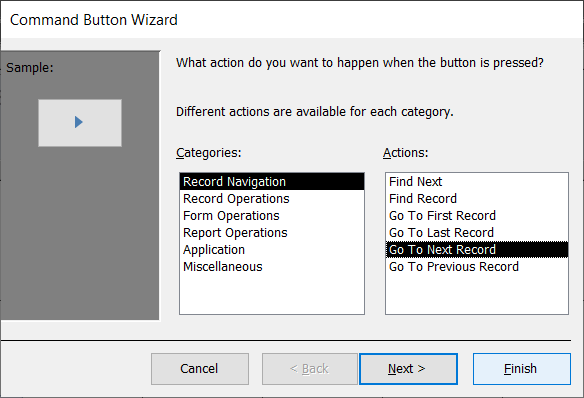 Command Button Wizard
Sample:
What action do you want to happen when the button is pressed?
Different actions are available for each category.
Categories:
Record Navigation
Record Operations
Form Operations
Report Operations
Application
Miscellaneous
Actions:
Find Next
Find Record
Go To First Record
Go To Last Record
Go To Next Record
Go To Previous Record
Cancel
< Back
Next >
Finish